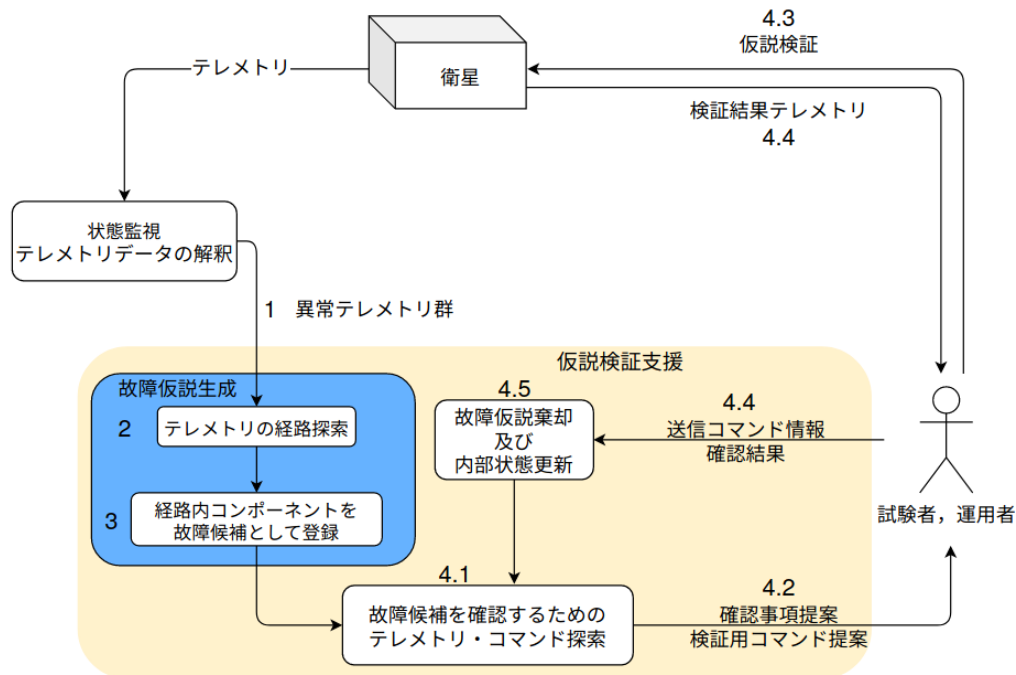 4.3
仮説検証
テレメトリ
衛星
検証結果テレメトリ
4.4
状態監視
テレメトリデータの解釈
1 異常テレメトリ群
仮説検証支援
故障仮説生成
4.5
2
テレメトリの経路探索
故障仮説棄却
及び
内部状態更新
4.4
送信コマンド情報
確認結果
3
経路内コンポーネントを
故障候補として登録
試験者，運用者
4.1
故障候補を確認するための
テレメトリ・コマンド探索
4.2
確認事項提案
検証用コマンド提案